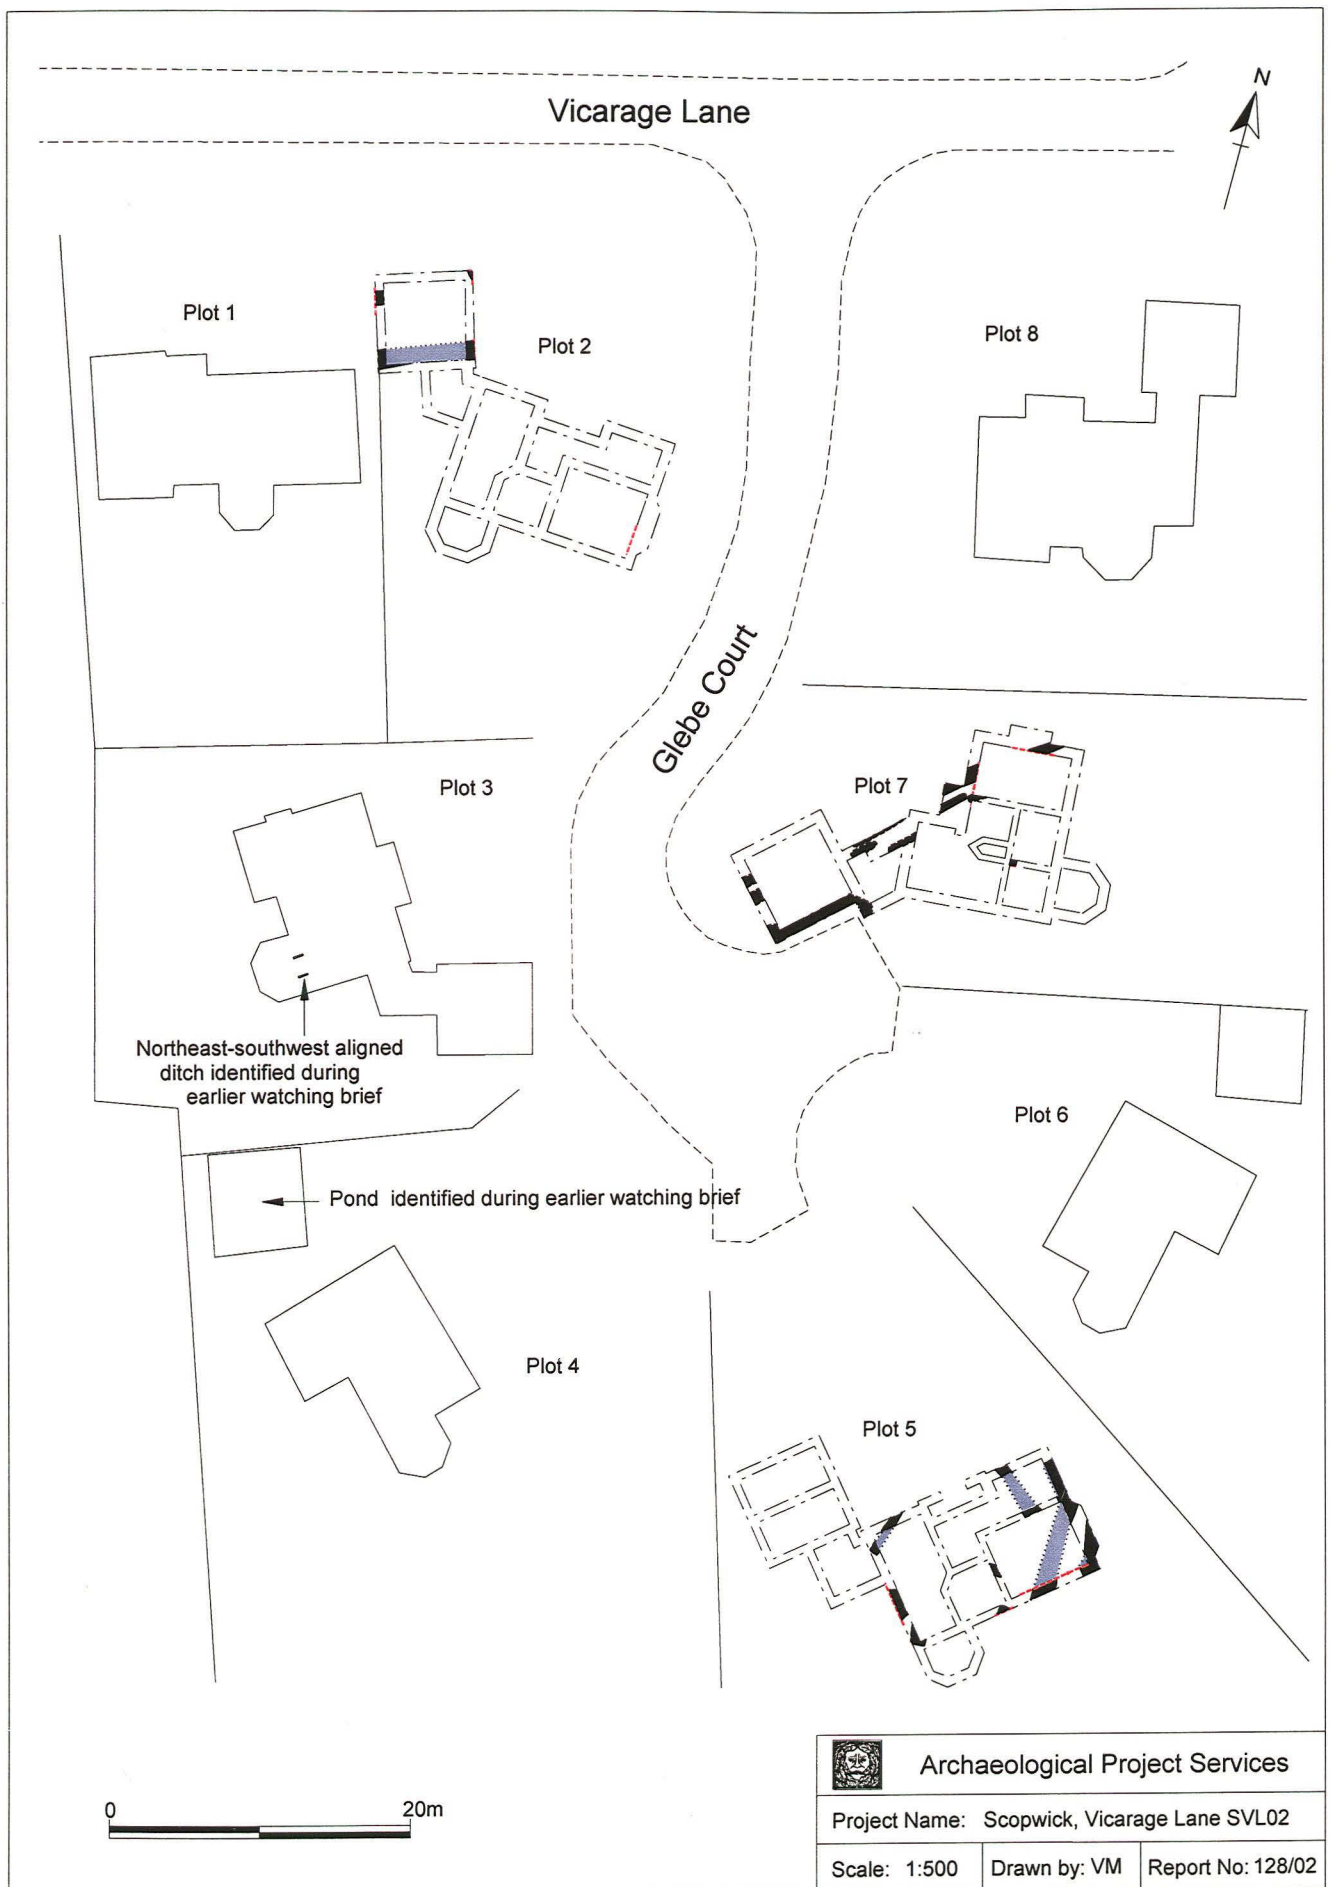 Vicarage Lane
N
Plot 1
Plot 2
Plot 8
Glebe Court
Plot 3
Plot 7
Northeast-southwest aligned
ditch identified during
earlier watching brief
Plot 6
Pond identified during earlier watching brief
Plot 4
Plot 5
0 20m
Archaeological Project Services
Project Name: Scopwick, Vicarage Lane SVL02
Scale: 1:500 Drawn by: VM Report No: 128/02